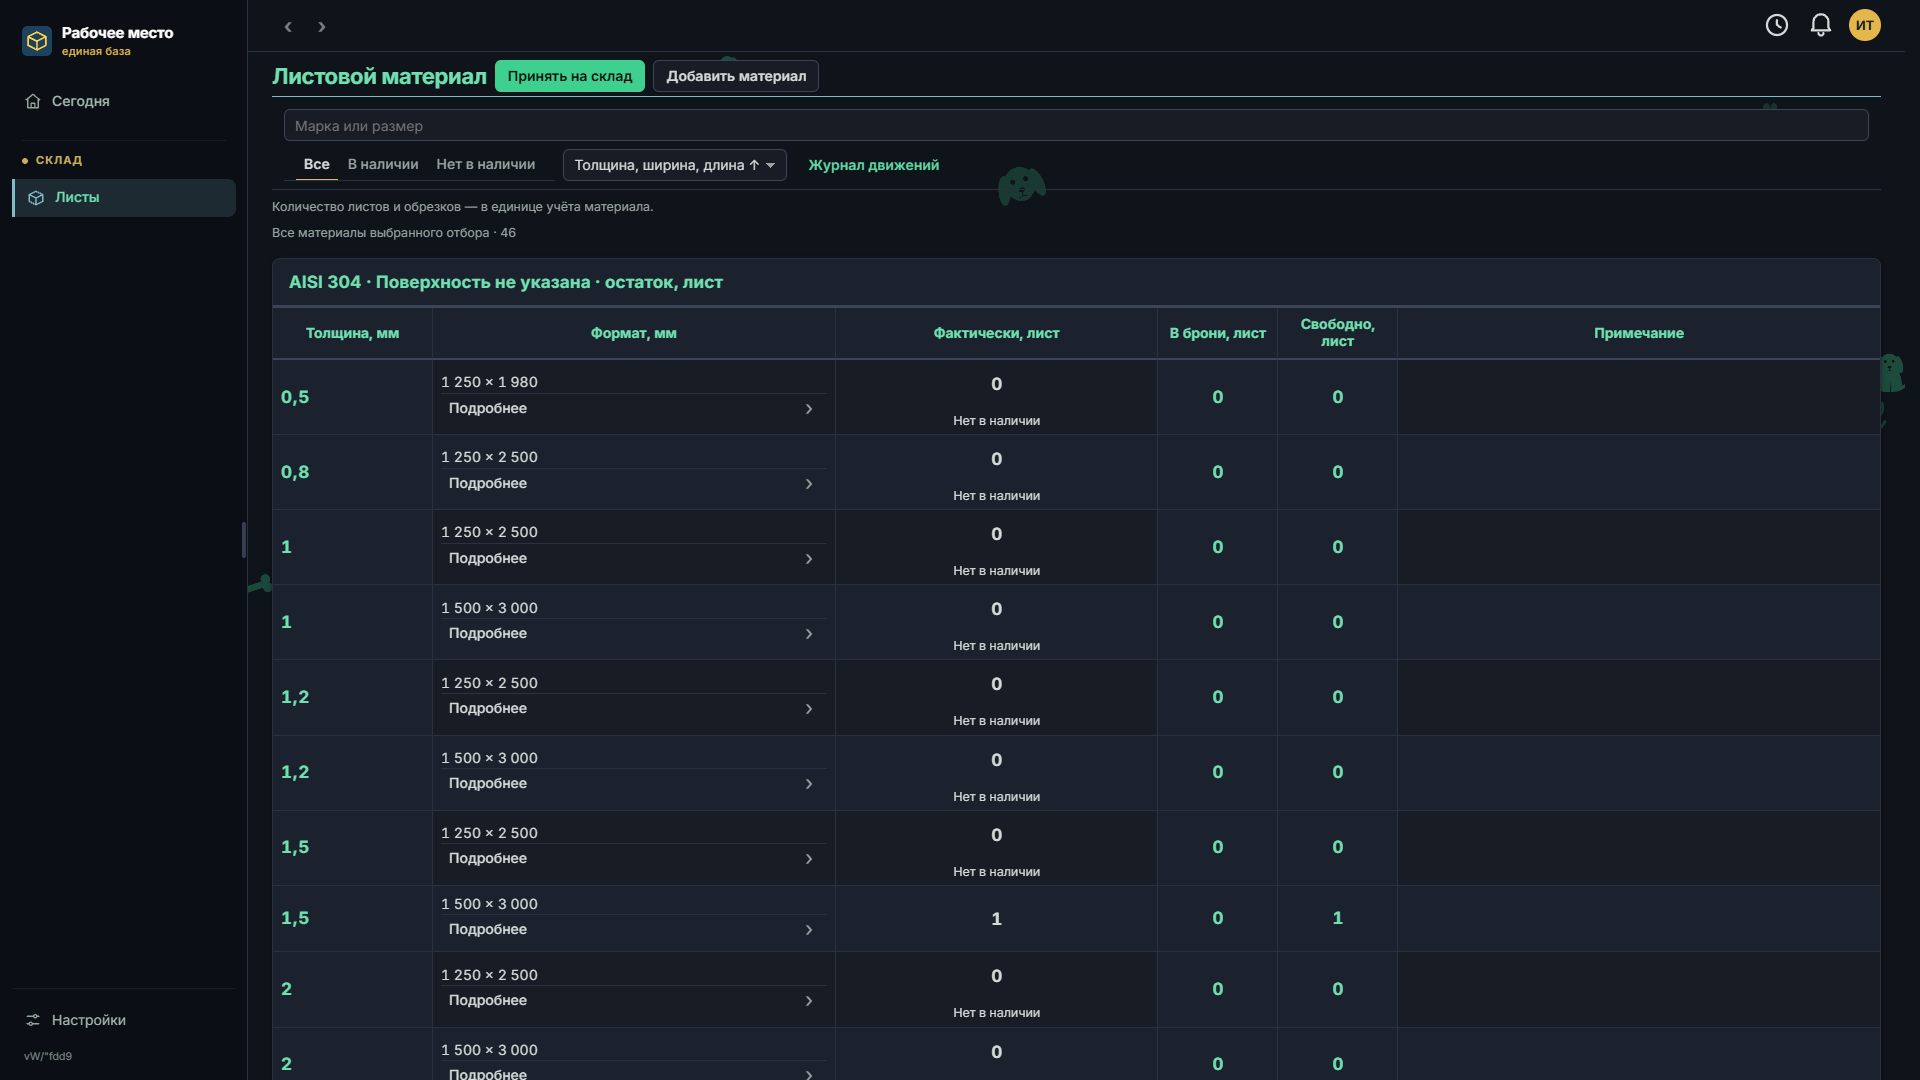 Рабочее место
единая база
Сегодня
СКЛАД
Листы
Настройки
vW/"fdd9
ИТ
Листовой материал
Принять на склад
Добавить материал
Марка или размер
Все
В наличии
Нет в наличии
Толщина, ширина, длина ↑
Журнал движений
Количество листов и обрезков — в единице учёта материала.
Все материалы выбранного отбора · 46
AISI 304 · Поверхность не указана · остаток, лист
Толщина, мм
Формат, мм
Фактически, лист
В брони, лист
Свободно, лист
Примечание
0,5
1 250 × 1 980
Подробнее
0
Нет в наличии
0
0
0,8
1 250 × 2 500
Подробнее
0
Нет в наличии
0
0
1
1 250 × 2 500
Подробнее
0
Нет в наличии
0
0
1
1 500 × 3 000
Подробнее
0
Нет в наличии
0
0
1,2
1 250 × 2 500
Подробнее
0
Нет в наличии
0
0
1,2
1 500 × 3 000
Подробнее
0
Нет в наличии
0
0
1,5
1 250 × 2 500
Подробнее
0
Нет в наличии
0
0
1,5
1 500 × 3 000
Подробнее
1
0
1
2
1 250 × 2 500
Подробнее
0
Нет в наличии
0
0
2
1 500 × 3 000
Подробнее
0
0
0